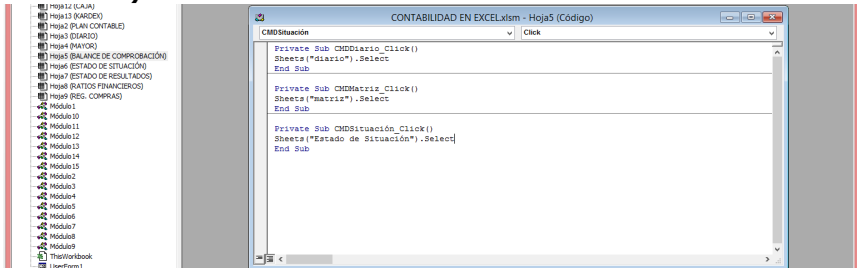 Hoja12 (CAJA)
Hoja13 (KARDEX)
Hoja2 (PLAN CONTABLE)
Hoja3 (DIARIO)
Hoja4 (MAYOR)
Hoja5 (BALANCE DE COMPROBACIÓN)
Hoja6 (ESTADO DE SITUACIÓN)
Hoja7 (ESTADO DE RESULTADOS)
Hoja8 (RATIOS FINANCIEROS)
Hoja9 (REG. COMPRAS)
Módulo1
Módulo10
Módulo11
Módulo12
Módulo13
Módulo14
Módulo15
Módulo2
Módulo3
Módulo4
Módulo5
Módulo6
Módulo7
Módulo8
Módulo9
ThisWorkbook
UserForm1
CONTABILIDAD EN EXCEL.xlsm - Hoja5 (Código)
CMDSituación
Click
Private Sub CMDDiario_Click()
Sheets("diario").Select
End Sub
Private Sub CMDMatriz_Click()
Sheets("matriz").Select
End Sub
Private Sub CMDSituación_Click()
Sheets("Estado de Situación").Select
End Sub